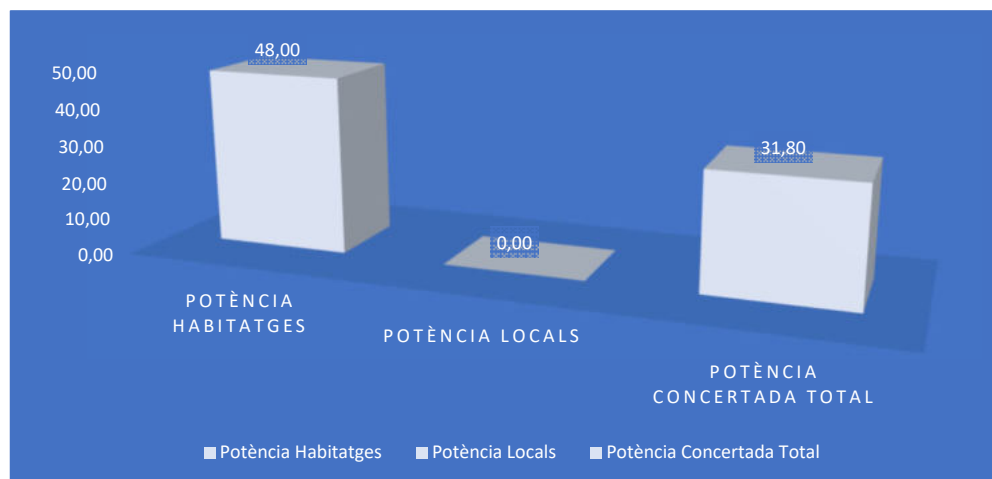 48,00
50,00
40,00
30,00
20,00
10,00
0,00
0,00
31,80
POTÈNCIA
HABITATGES
POTÈNCIA LOCALS
POTÈNCIA
CONCERTADA TOTAL
Potència Habitatges Potència Locals Potència Concertada Total